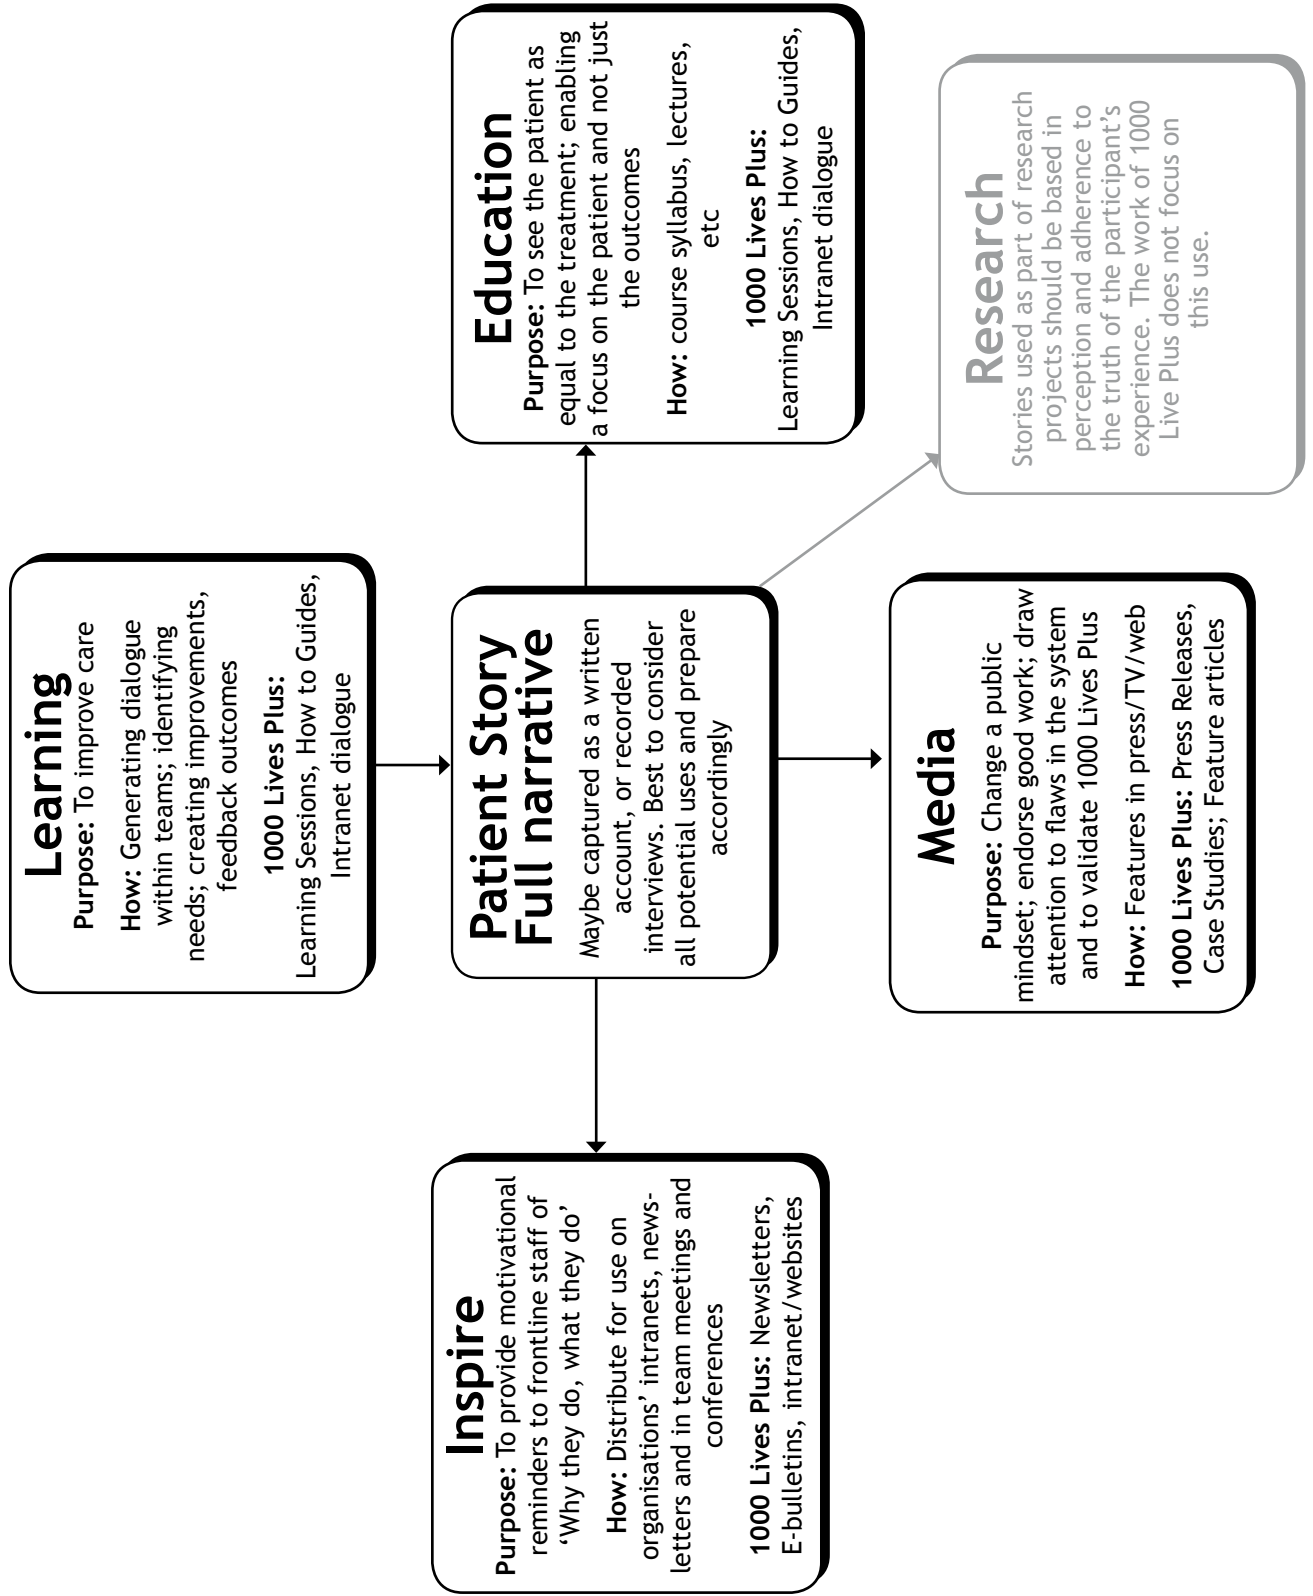 Learning
Purpose: To improve care
How: Generating dialogue
within teams; identifying
needs; creating improvements,
feedback outcomes
1000 Lives Plus:
Learning Sessions, How to Guides,
Intranet dialogue
Inspire
Purpose: To provide motivational
reminders to frontline staff of
‘Why they do, what they do’
How: Distribute for use on
organisations’ intranets, news-
letters and in team meetings and
conferences
1000 Lives Plus: Newsletters,
E-bulletins, intranet/websites
Patient Story
Full narrative
Maybe captured as a written
account, or recorded
interviews. Best to consider
all potential uses and prepare
accordingly
Education
Purpose: To see the patient as
equal to the treatment; enabling
a focus on the patient and not just
the outcomes
How: course syllabus, lectures,
etc
1000 Lives Plus:
Learning Sessions, How to Guides,
Intranet dialogue
Media
Purpose: Change a public
mindset; endorse good work; draw
attention to flaws in the system
and to validate 1000 Lives Plus
How: Features in press/TV/web
1000 Lives Plus: Press Releases,
Case Studies; Feature articles
Research
Stories used as part of research
projects should be based in
perception and adherence to
the truth of the participant’s
experience. The work of 1000
Live Plus does not focus on
this use.